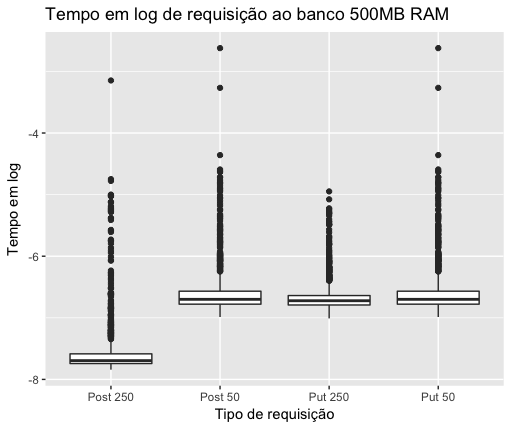 Tempo em log de requisição ao banco 500MB RAM
Tempo em log
-4
-6
-8
Post 250 Post 50 Put 250 Put 50
Tipo de requisição